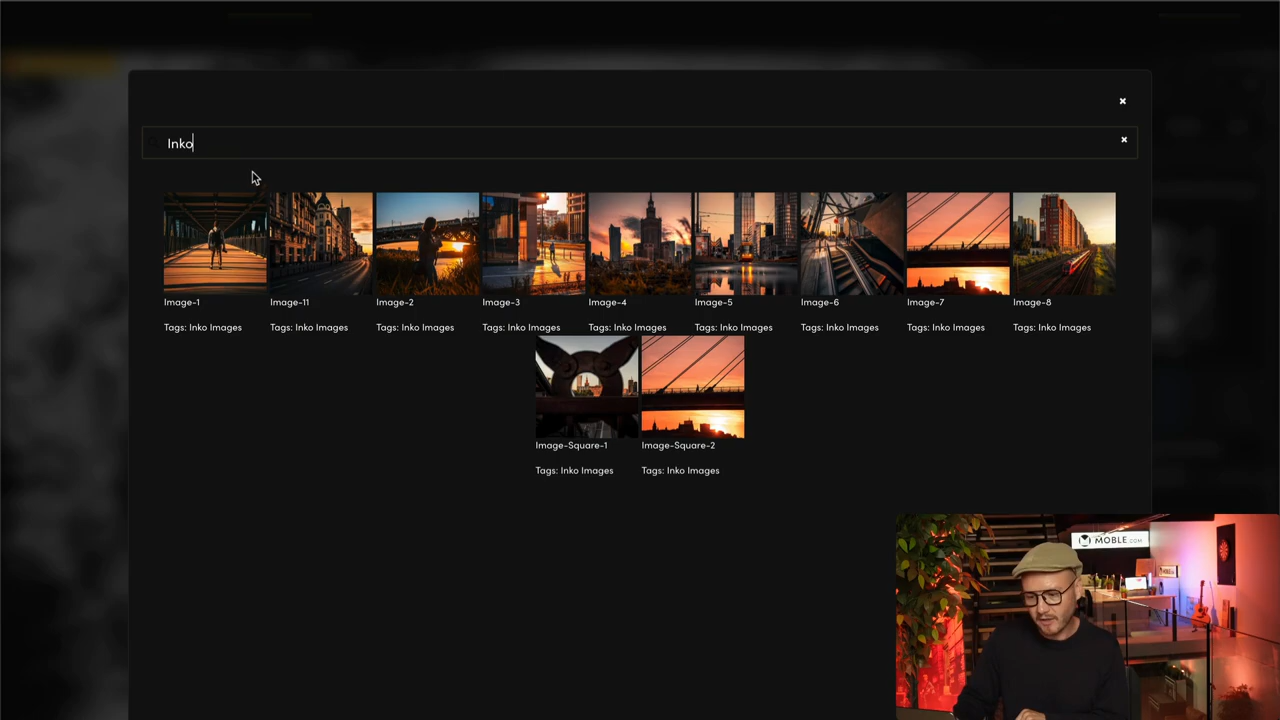 Inko
Image-1 Image-11 Image-2 Image-3 Image-4 Image-5 Image-6 Image-7 Image-8
Tags: Inko Images Tags: Inko Images Tags: Inko Images Tags: Inko Images Tags: Inko Images Tags: Inko Images Tags: Inko Images Tags: Inko Images Tags: Inko Images
Image-Square-1 Image-Square-2
Tags: Inko Images Tags: Inko Images
MOBLE.COM